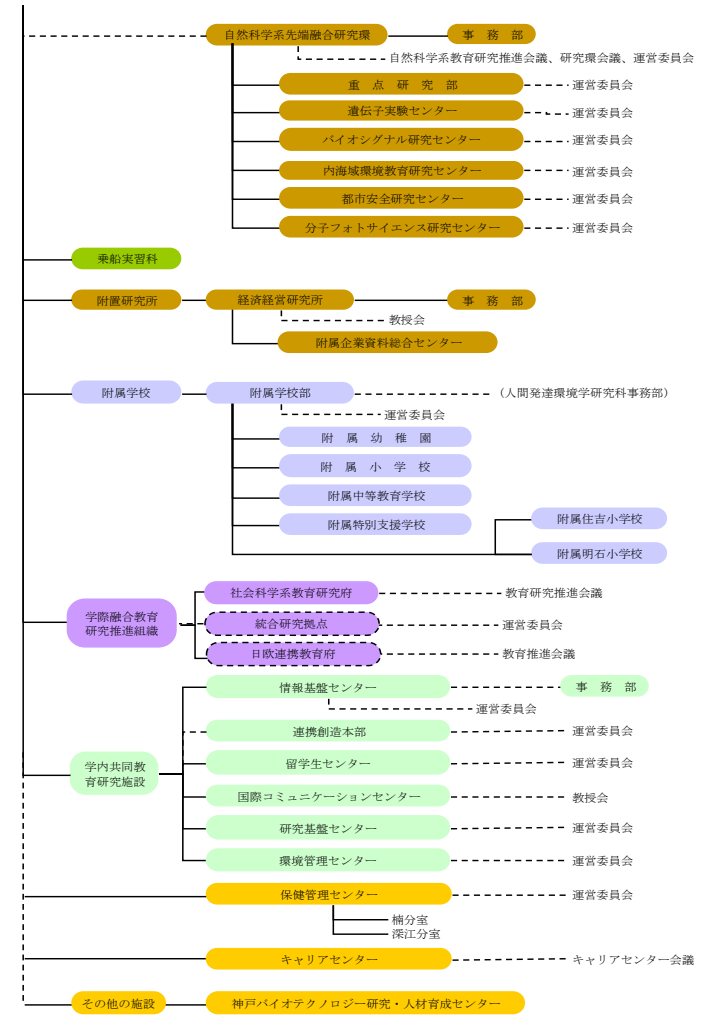 自然科学系先端融合研究環
事　務　部
自然科学系教育研究推進会議、研究環会議、運営委員会
重　点　研　究　部
運営委員会
遺伝子実験センター
運営委員会
バイオシグナル研究センター
運営委員会
内海域環境教育研究センター
運営委員会
都市安全研究センター
運営委員会
分子フォトサイエンス研究センター
運営委員会
乗船実習科
附置研究所
経済経営研究所
事　務　部
教授会
附属企業資料総合センター
附属学校
附属学校部
（人間発達環境学研究科事務部）
運営委員会
附　属　幼　稚　園
附　属　小　学　校
附属中等教育学校
附属特別支援学校
附属住吉小学校
附属明石小学校
学際融合教育
研究推進組織
社会科学系教育研究府
教育研究推進会議
統合研究拠点
運営委員会
日欧連携教育府
教育推進会議
学内共同教
育研究施設
情報基盤センター
事　務　部
運営委員会
連携創造本部
運営委員会
留学生センター
運営委員会
国際コミュニケーションセンター
教授会
研究基盤センター
運営委員会
環境管理センター
運営委員会
保健管理センター
運営委員会
楠分室
深江分室
キャリアセンター
キャリアセンター会議
その他の施設
神戸バイオテクノロジー研究・人材育成センター